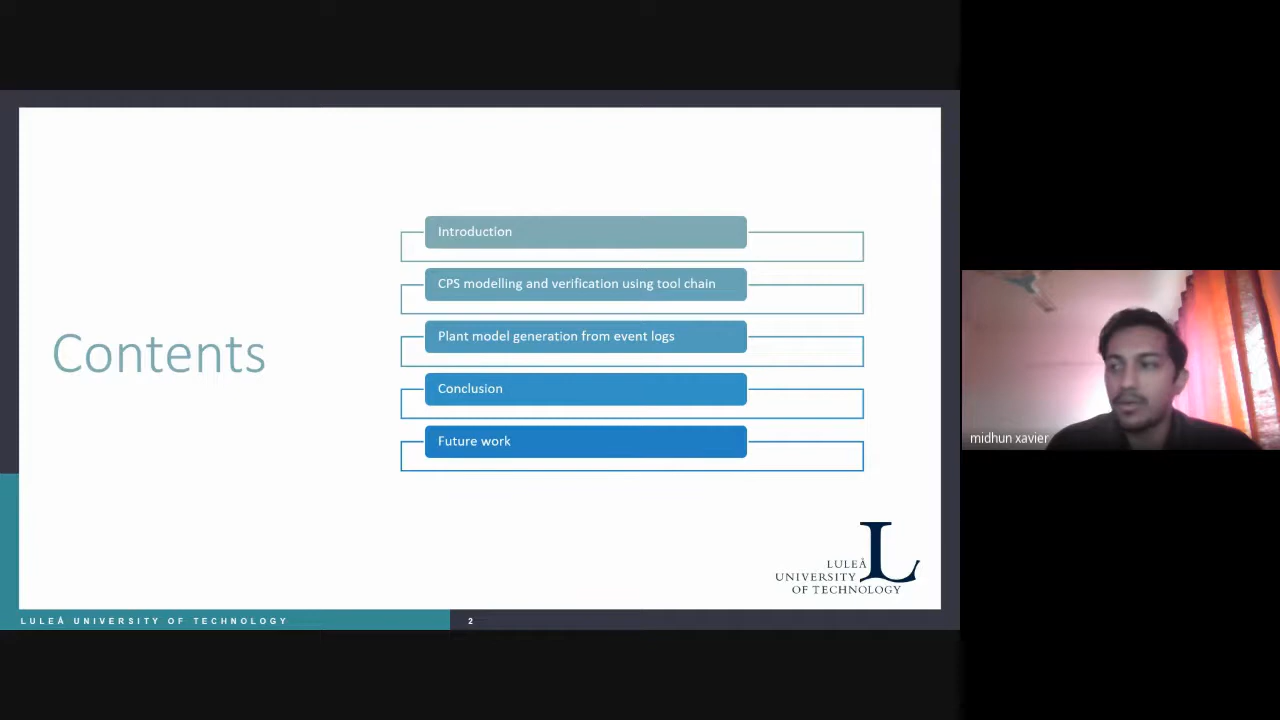 Contents
Introduction
CPS modelling and verification using tool chain
Plant model generation from event logs
Conclusion
Future work
LULEÅ
UNIVERSITY
OF TECHNOLOGY
L
LULEÅ UNIVERSITY OF TECHNOLOGY
2
midhun xavier